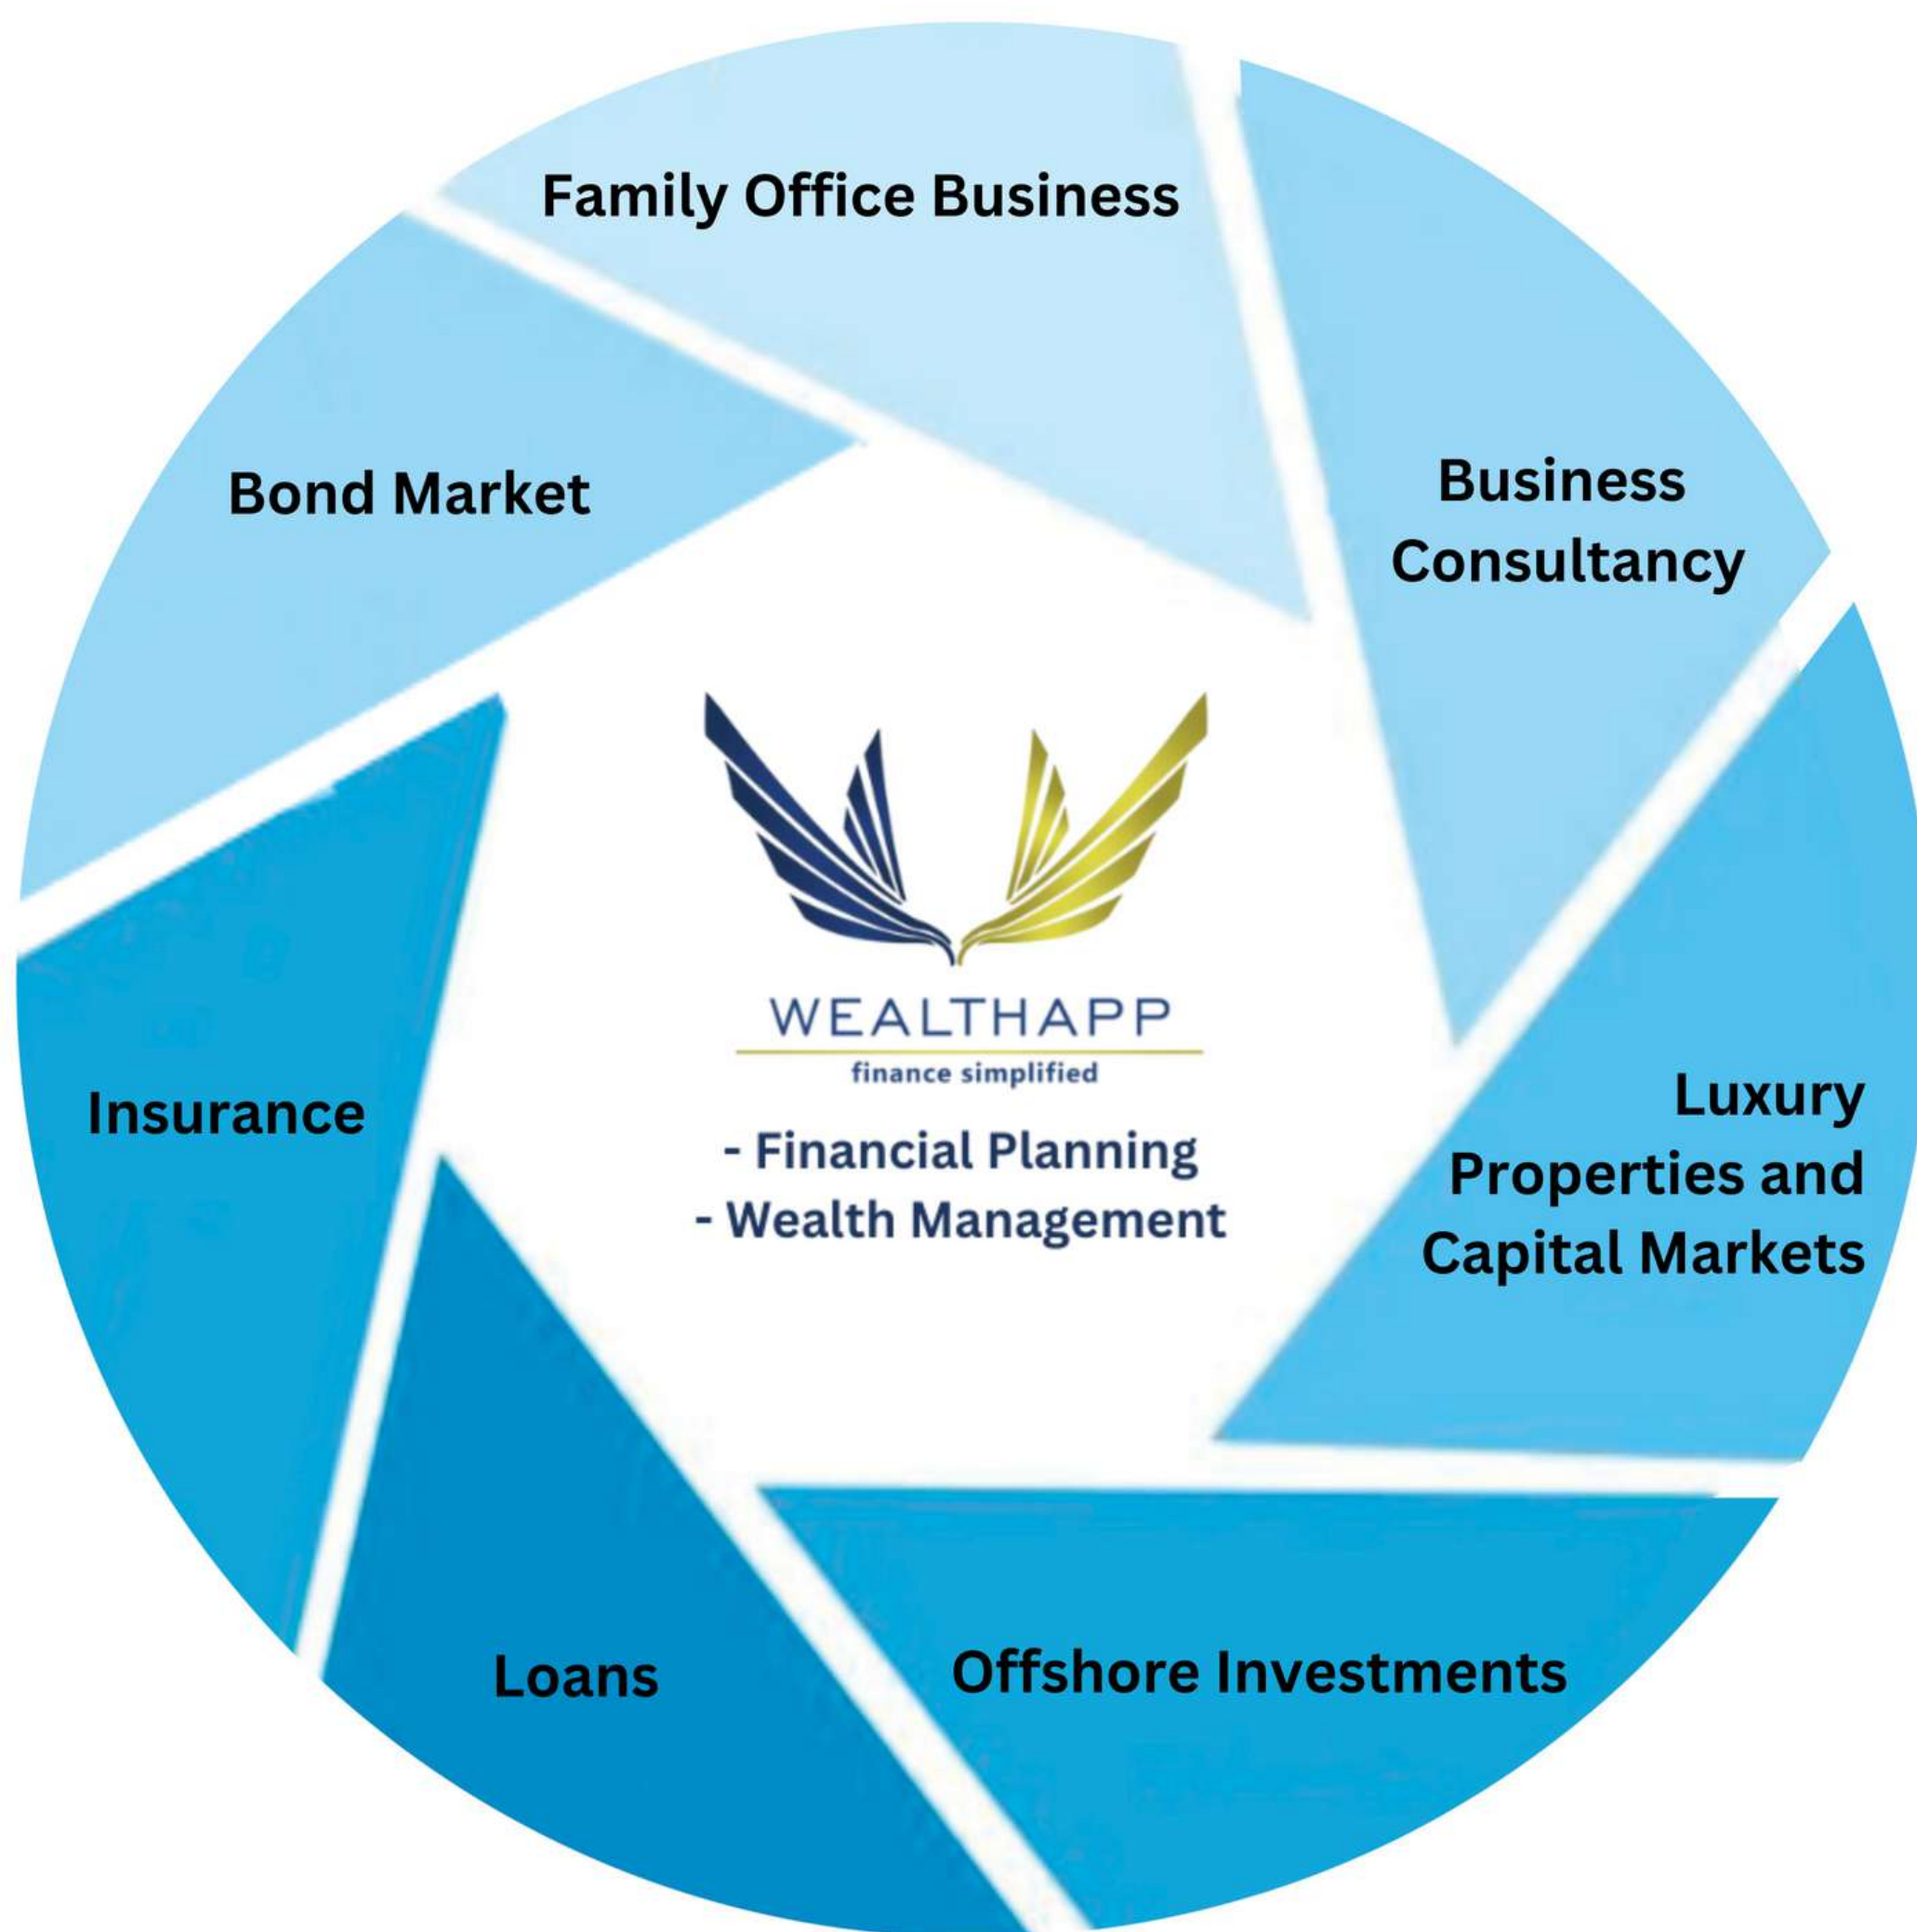 Family Office Business
Bond Market
Business
Consultancy
WEALTHAPP
finance simplified
- Financial Planning
- Wealth Management
Insurance
Luxury
Properties and
Capital Markets
Loans
Offshore Investments